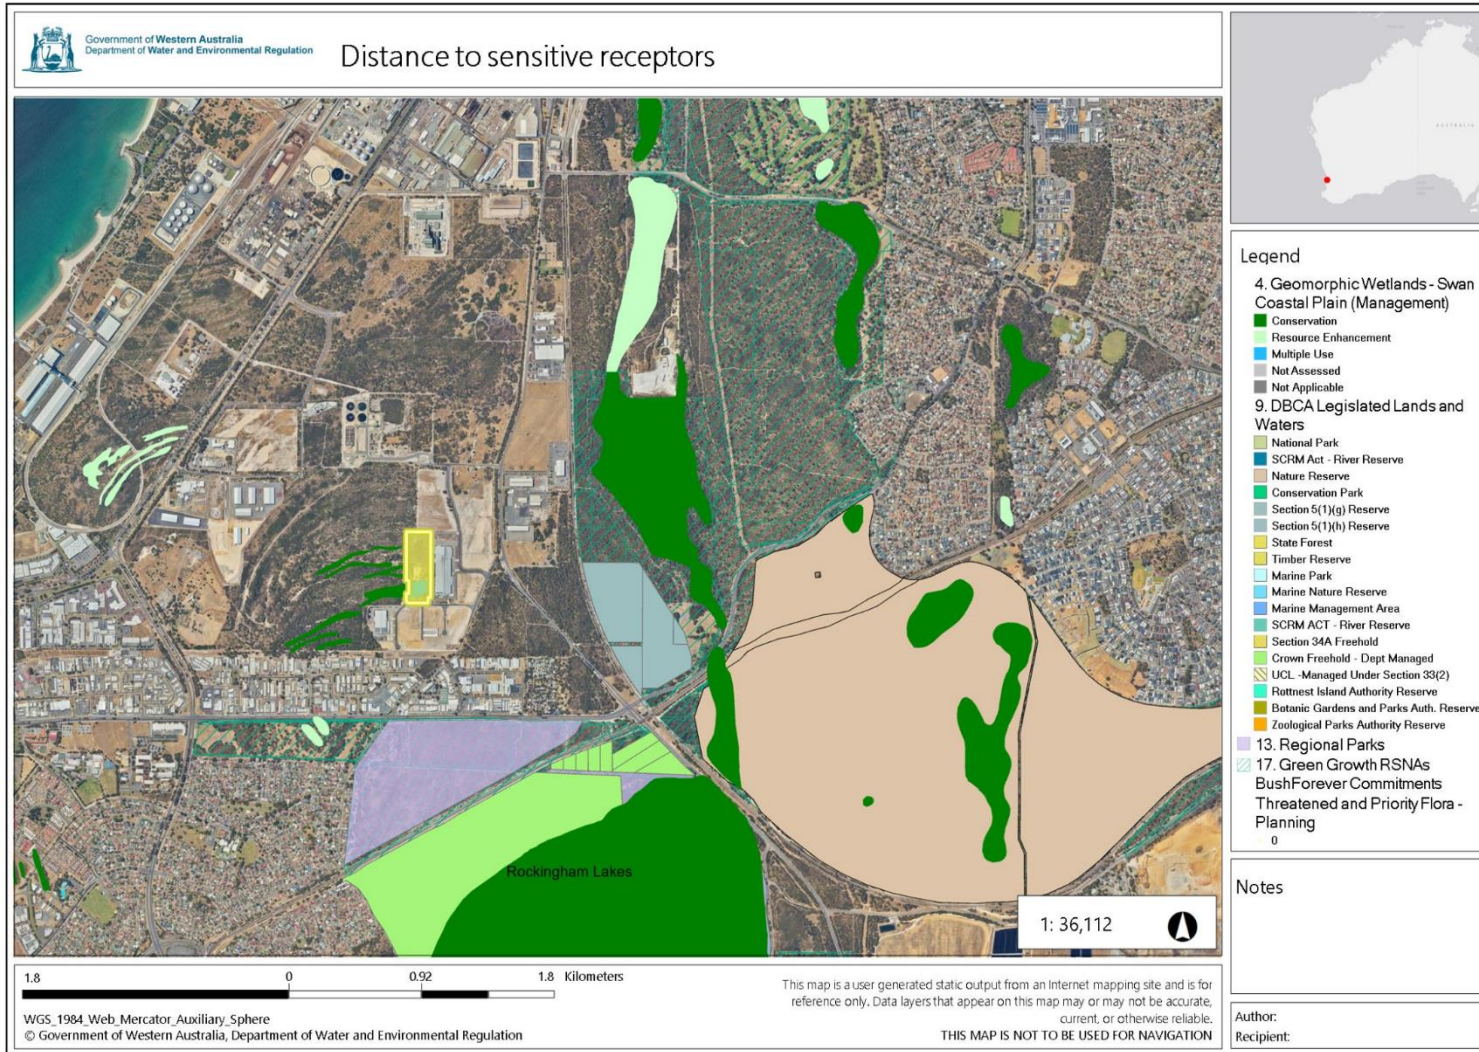 Government of Western Australia
Department of Water and Environmental Regulation
Distance to sensitive receptors
AUSTRALIA
Legend
4. Geomorphic Wetlands - Swan
Coastal Plain (Management)
Conservation
Resource Enhancement
Multiple Use
Not Assessed
Not Applicable
9. DBCA Legislated Lands and
Waters
National Park
SCRM Act - River Reserve
Nature Reserve
Conservation Park
Section 5(1)(g) Reserve
Section 5(1)(h) Reserve
State Forest
Timber Reserve
Marine Park
Marine Nature Reserve
Marine Management Area
SCRM ACT - River Reserve
Section 34A Freehold
Crown Freehold - Dept Managed
UCL -Managed Under Section 33(2)
Rottnest Island Authority Reserve
Botanic Gardens and Parks Auth. Reserve
Zoological Parks Authority Reserve
13. Regional Parks
17. Green Growth RSNAs
BushForever Commitments
Threatened and Priority Flora -
Planning
0
Rockingham Lakes
1: 36,112
Notes
1.8 0 0.92 1.8 Kilometers
WGS_1984_Web_Mercator_Auxiliary_Sphere
© Government of Western Australia, Department of Water and Environmental Regulation
This map is a user generated static output from an Internet mapping site and is for
reference only. Data layers that appear on this map may or may not be accurate,
current, or otherwise reliable.
THIS MAP IS NOT TO BE USED FOR NAVIGATION
Author:
Recipient: